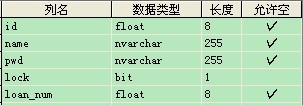 列名 数据类型 长度 允许空
id float 8 ✓
name nvarchar 255 ✓
pwd nvarchar 255 ✓
lock bit 1
loan_num float 8 ✓